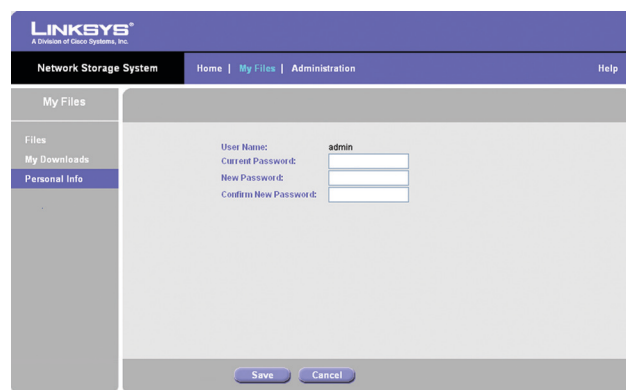 LINKSYS®
A Division of Cisco Systems, Inc.
Network Storage System
Home | My Files | Administration
Help
My Files
Files
My Downloads
Personal Info
User Name: admin
Current Password:
New Password:
Confirm New Password:
Save Cancel